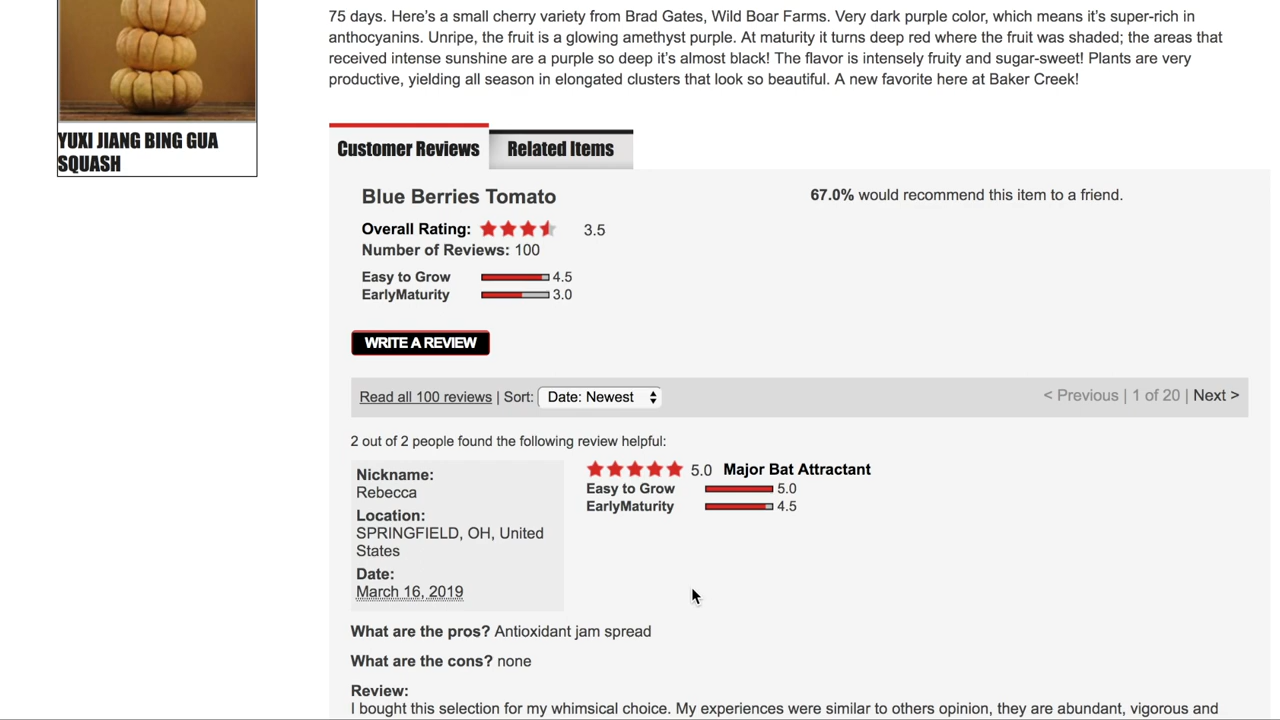 75 days. Here’s a small cherry variety from Brad Gates, Wild Boar Farms. Very dark purple color, which means it’s super-rich in
anthocyanins. Unripe, the fruit is a glowing amethyst purple. At maturity it turns deep red where the fruit was shaded; the areas that
received intense sunshine are a purple so deep it’s almost black! The flavor is intensely fruity and sugar-sweet! Plants are very
productive, yielding all season in elongated clusters that look so beautiful. A new favorite here at Baker Creek!
YUXI JIANG BING GUA
SQUASH
Customer Reviews Related Items
Blue Berries Tomato 67.0% would recommend this item to a friend.
Overall Rating: 3.5
Number of Reviews: 100
Easy to Grow 4.5
EarlyMaturity 3.0
WRITE A REVIEW
Read all 100 reviews | Sort: Date: Newest < Previous | 1 of 20 | Next >
2 out of 2 people found the following review helpful:
Nickname:
Rebecca
Location:
SPRINGFIELD, OH, United
States
Date:
March 16, 2019
5.0 Major Bat Attractant
Easy to Grow 5.0
EarlyMaturity 4.5
What are the pros? Antioxidant jam spread
What are the cons? none
Review:
I bought this selection for my whimsical choice. My experiences were similar to others opinion, they are abundant, vigorous and